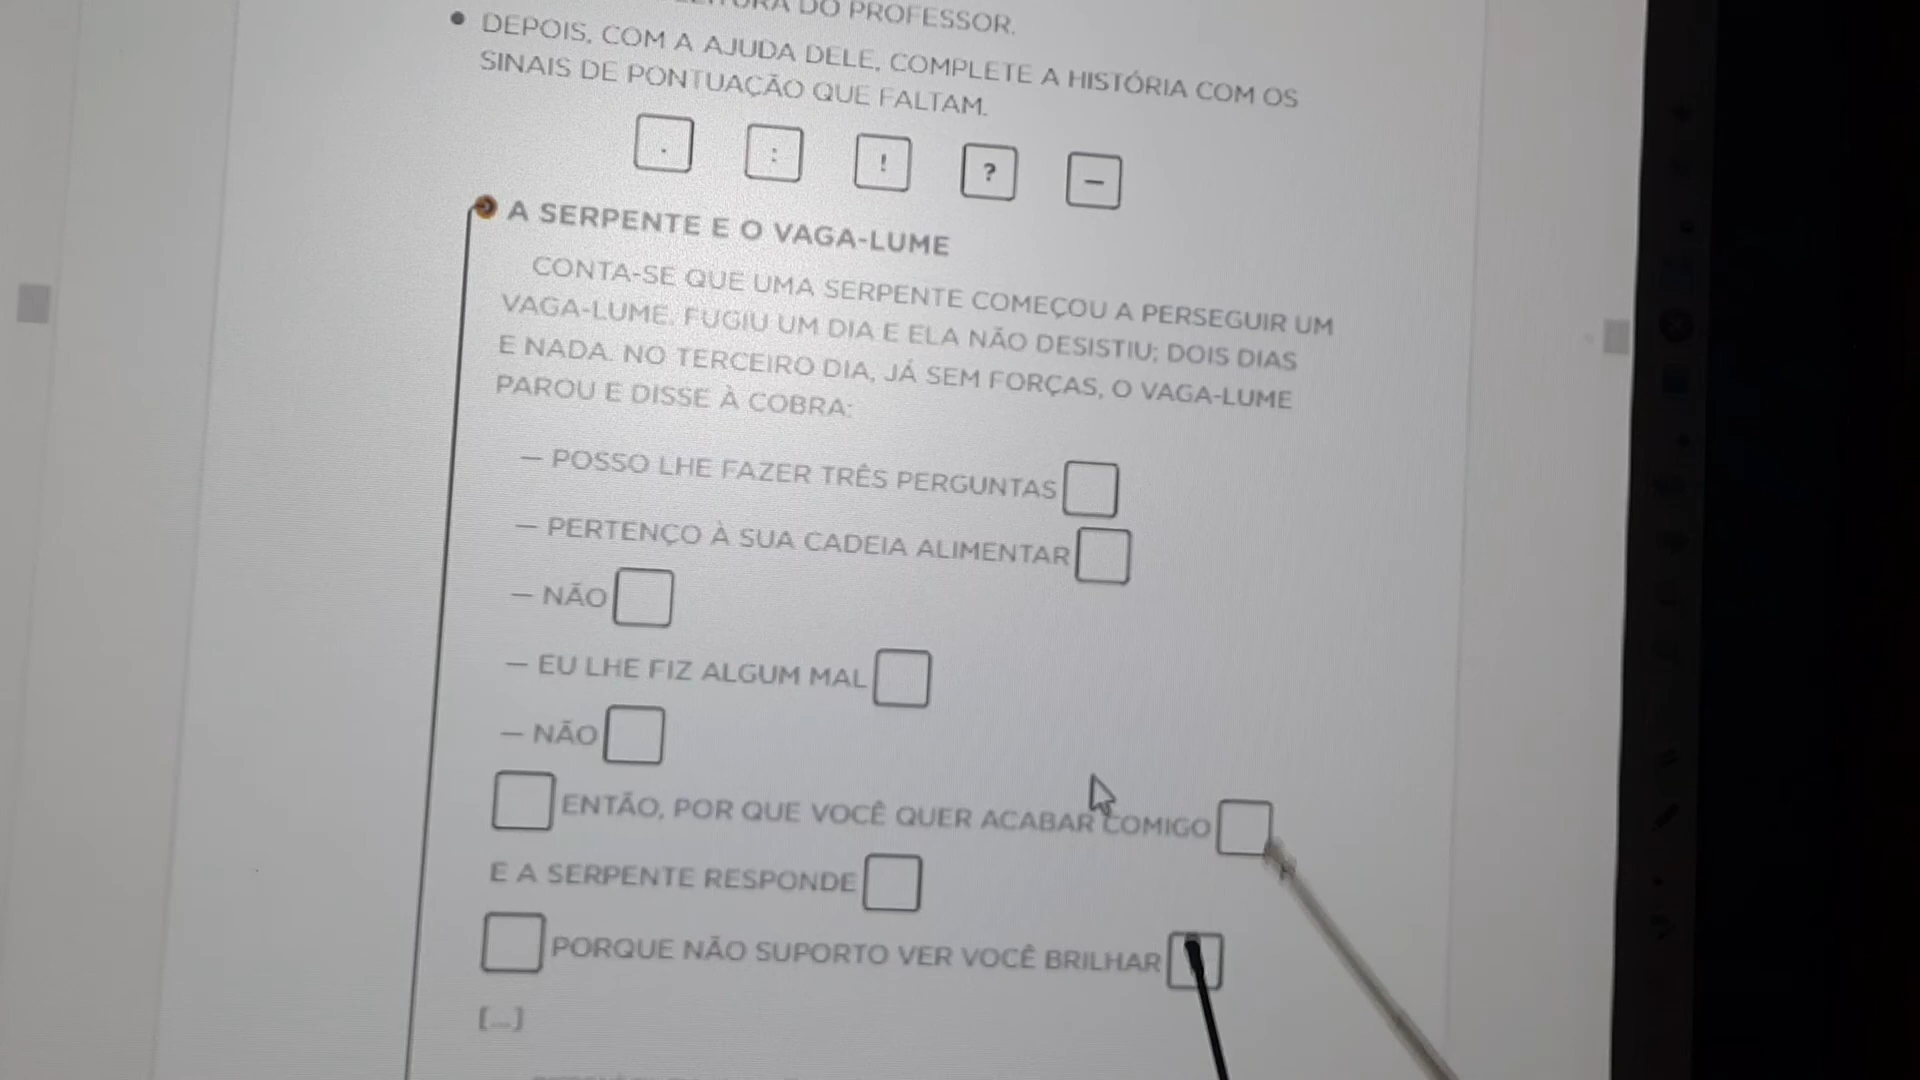 DO PROFESSOR.
• DEPOIS, COM A AJUDA DELE, COMPLETE A HISTÓRIA COM OS
SINAIS DE PONTUAÇÃO QUE FALTAM.
. : ! ? —
A SERPENTE E O VAGA-LUME
CONTA-SE QUE UMA SERPENTE COMEÇOU A PERSEGUIR UM
VAGA-LUME. FUGIU UM DIA E ELA NÃO DESISTIU; DOIS DIAS
E NADA. NO TERCEIRO DIA, JÁ SEM FORÇAS, O VAGA-LUME
PAROU E DISSE À COBRA:
— POSSO LHE FAZER TRÊS PERGUNTAS
— PERTENÇO À SUA CADEIA ALIMENTAR
— NÃO
— EU LHE FIZ ALGUM MAL
— NÃO
ENTÃO, POR QUE VOCÊ QUER ACABAR COMIGO
E A SERPENTE RESPONDE
PORQUE NÃO SUPORTO VER VOCÊ BRILHAR
[...]